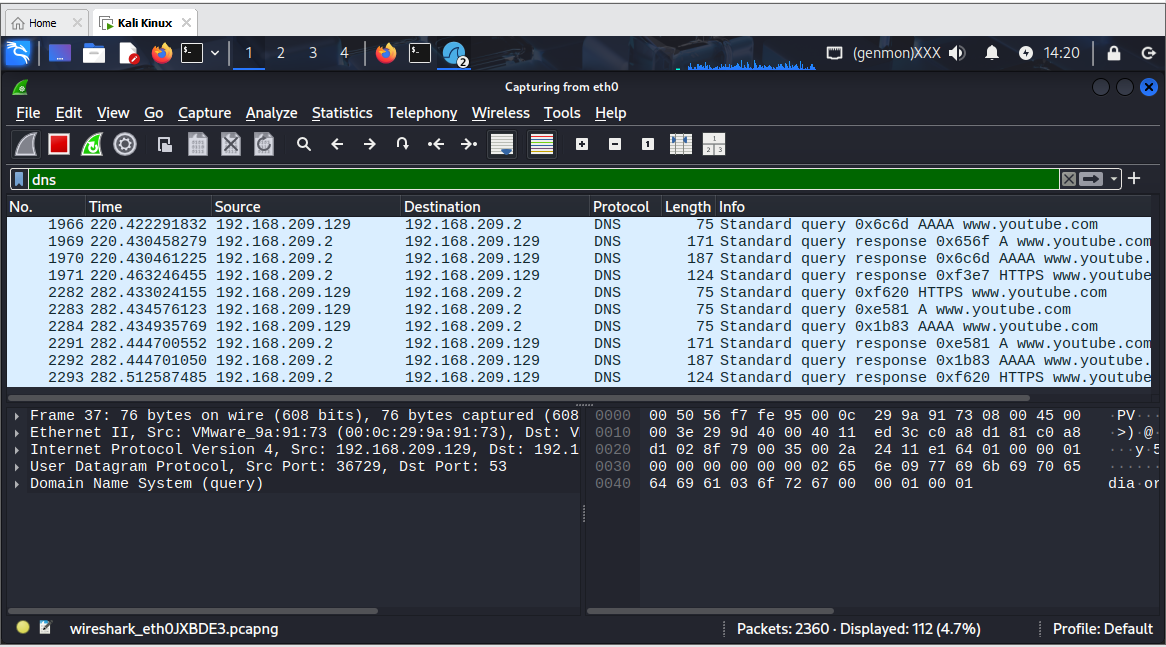 Home Kali Kinux
1 2 3 4 2 (genmon)XXX 14:20
Capturing from eth0
File Edit View Go Capture Analyze Statistics Telephony Wireless Tools Help
dns
No. Time Source Destination Protocol Length Info
1966 220.422291832 192.168.209.129 192.168.209.2 DNS 75 Standard query 0x6c6d AAAA www.youtube.com
1969 220.430458279 192.168.209.2 192.168.209.129 DNS 171 Standard query response 0x656f A www.youtube.com
1970 220.430461225 192.168.209.2 192.168.209.129 DNS 187 Standard query response 0x6c6d AAAA www.youtube.
1971 220.463246455 192.168.209.2 192.168.209.129 DNS 124 Standard query response 0xf3e7 HTTPS www.youtube
2282 282.433024155 192.168.209.129 192.168.209.2 DNS 75 Standard query 0xf620 HTTPS www.youtube.com
2283 282.434576123 192.168.209.129 192.168.209.2 DNS 75 Standard query 0xe581 A www.youtube.com
2284 282.434935769 192.168.209.129 192.168.209.2 DNS 75 Standard query 0x1b83 AAAA www.youtube.com
2291 282.444700552 192.168.209.2 192.168.209.129 DNS 171 Standard query response 0xe581 A www.youtube.com
2292 282.444701050 192.168.209.2 192.168.209.129 DNS 187 Standard query response 0x1b83 AAAA www.youtube.
2293 282.512587485 192.168.209.2 192.168.209.129 DNS 124 Standard query response 0xf620 HTTPS www.youtube
Frame 37: 76 bytes on wire (608 bits), 76 bytes captured (608
Ethernet II, Src: VMware_9a:91:73 (00:0c:29:9a:91:73), Dst: V
Internet Protocol Version 4, Src: 192.168.209.129, Dst: 192.1
User Datagram Protocol, Src Port: 36729, Dst Port: 53
Domain Name System (query)
0000 00 50 56 f7 fe 95 00 0c 29 9a 91 73 08 00 45 00 ·PV···
0010 00 3e 29 9d 40 00 40 11 ed 3c c0 a8 d1 81 c0 a8 ·>)·@·
0020 d1 02 8f 79 00 35 00 2a 24 11 e1 64 01 00 00 01 ···y·5
0030 00 00 00 00 00 00 02 65 6e 09 77 69 6b 69 70 65 ······
0040 64 69 61 03 6f 72 67 00 00 01 00 01 dia·or
wireshark_eth0JXBDE3.pcapng Packets: 2360 · Displayed: 112 (4.7%) Profile: Default